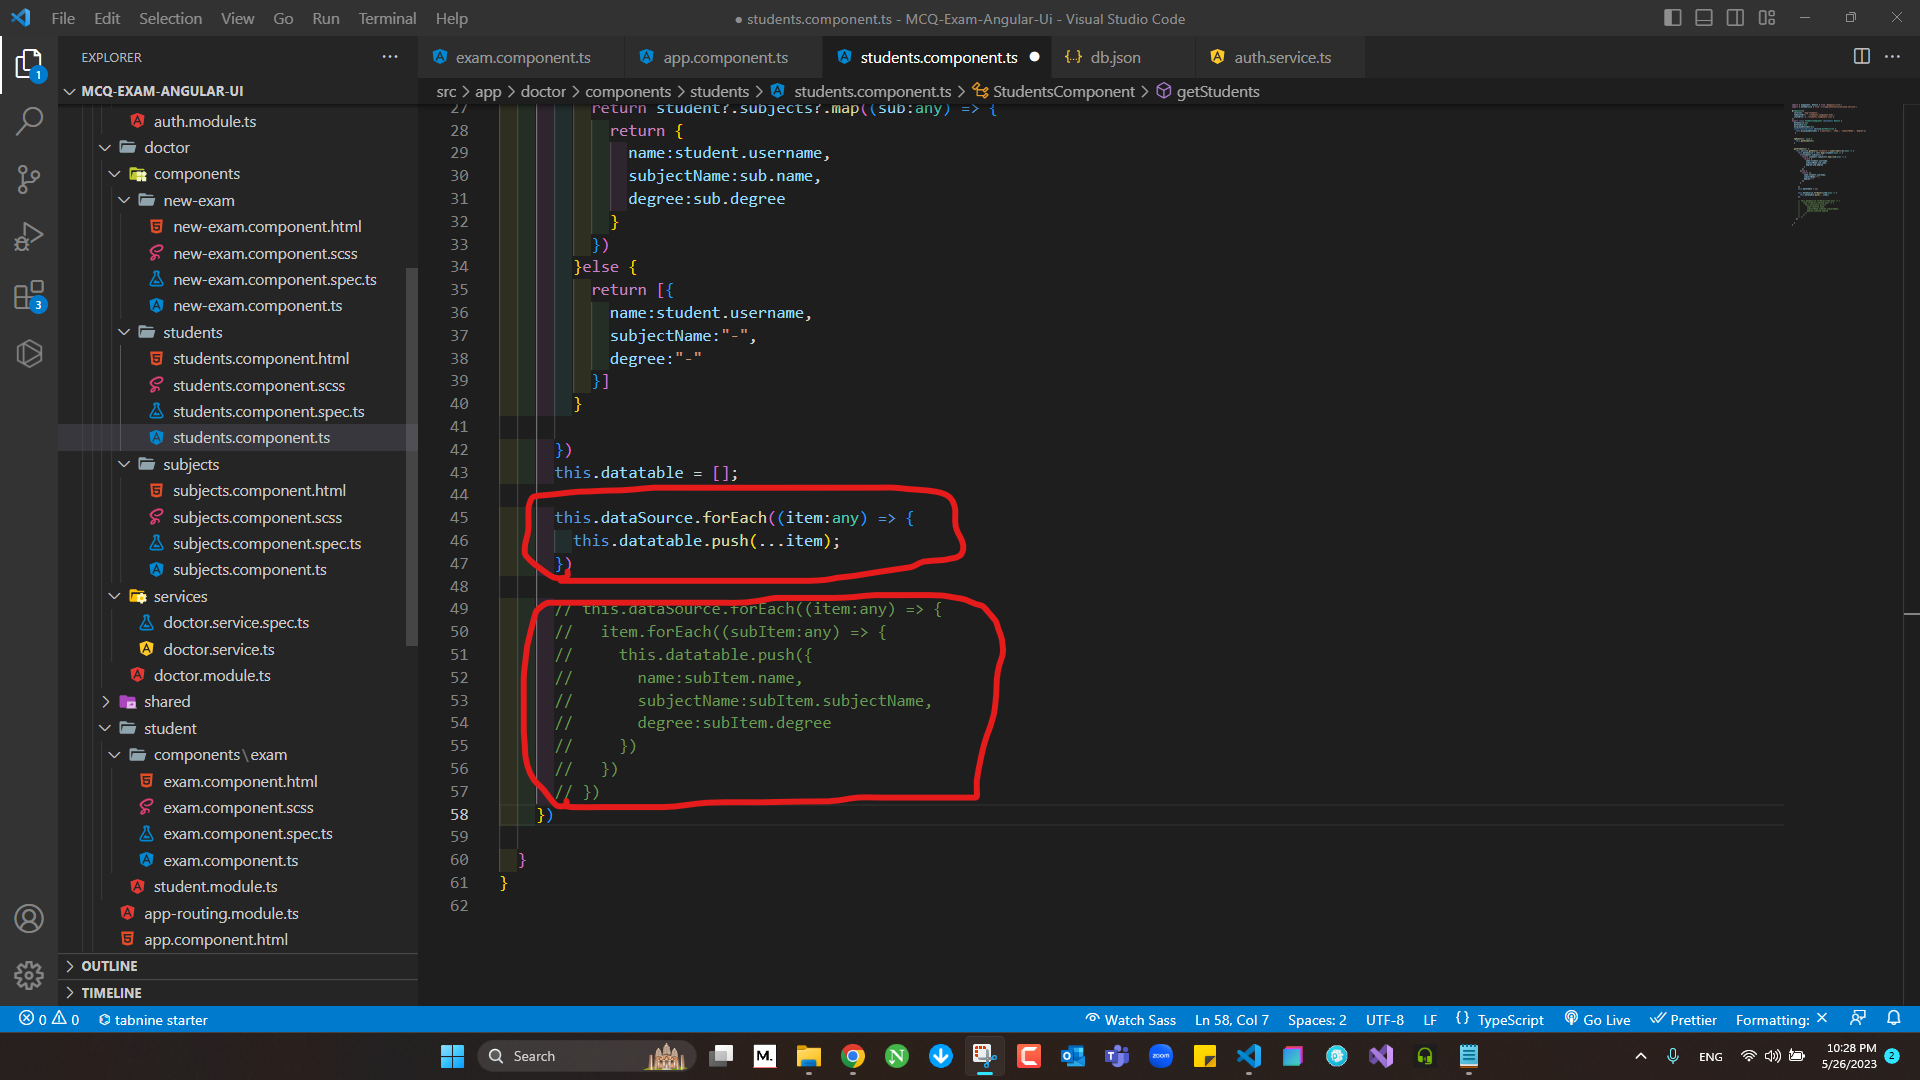 File Edit Selection View Go Run Terminal Help
● students.component.ts - MCQ-Exam-Angular-Ui - Visual Studio Code
EXPLORER
exam.component.ts
app.component.ts
students.component.ts
db.json
auth.service.ts
MCQ-EXAM-ANGULAR-UI
src > app > doctor > components > students > students.component.ts > StudentsComponent > getStudents
auth.module.ts
doctor
components
new-exam
new-exam.component.html
new-exam.component.scss
new-exam.component.spec.ts
new-exam.component.ts
students
students.component.html
students.component.scss
students.component.spec.ts
students.component.ts
subjects
subjects.component.html
subjects.component.scss
subjects.component.spec.ts
subjects.component.ts
services
doctor.service.spec.ts
doctor.service.ts
doctor.module.ts
shared
student
components\exam
exam.component.html
exam.component.scss
exam.component.spec.ts
exam.component.ts
student.module.ts
app-routing.module.ts
app.component.html
OUTLINE
TIMELINE
1
3
27 return student?.subjects?.map((sub:any) => {
28 return {
29 name:student.username,
30 subjectName:sub.name,
31 degree:sub.degree
32 }
33 })
34 }else {
35 return [{
36 name:student.username,
37 subjectName:"-",
38 degree:"-"
39 }]
40 }
41
42 })
43 this.datatable = [];
44
45 this.dataSource.forEach((item:any) => {
46 this.datatable.push(...item);
47 })
48
49 // this.dataSource.forEach((item:any) => {
50 //   item.forEach((subItem:any) => {
51 //     this.datatable.push({
52 //       name:subItem.name,
53 //       subjectName:subItem.subjectName,
54 //       degree:subItem.degree
55 //     })
56 //   })
57 // })
58 })
59
60 }
61 }
62
0 0 tabnine starter
Watch Sass Ln 58, Col 7 Spaces: 2 UTF-8 LF {} TypeScript Go Live Prettier Formatting: ×
Search
M.
N
zoom
ENG
10:28 PM
5/26/2023
2